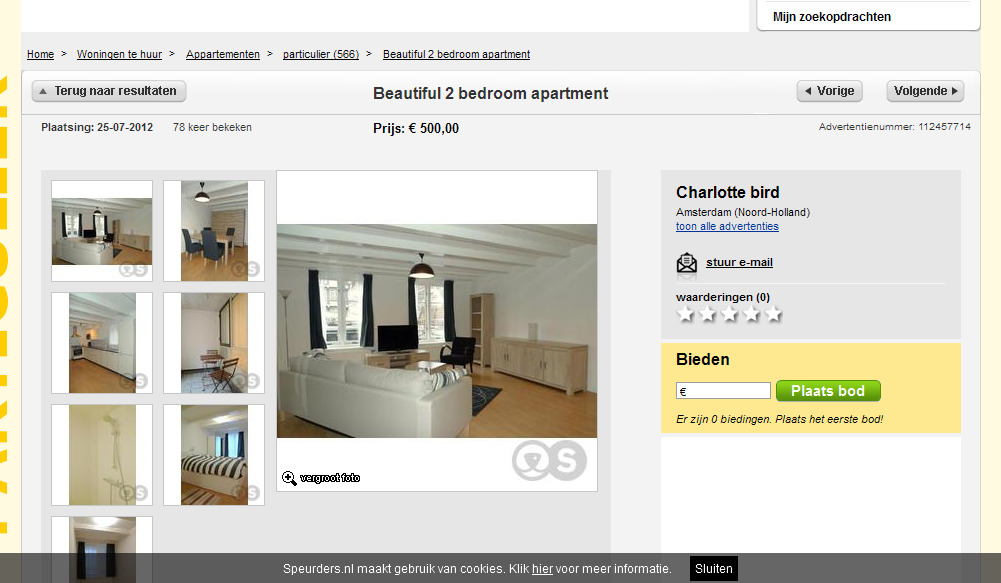 Mijn zoekopdrachten
Home > Woningen te huur > Appartementen > particulier (566) > Beautiful 2 bedroom apartment
Terug naar resultaten
Beautiful 2 bedroom apartment
Vorige
Volgende
Plaatsing: 25-07-2012
78 keer bekeken
Prijs: € 500,00
Advertentienummer: 112457714
Charlotte bird
Amsterdam (Noord-Holland)
toon alle advertenties
stuur e-mail
waarderingen (0)
Bieden
€
Plaats bod
Er zijn 0 biedingen. Plaats het eerste bod!
S
vergroot foto
Speurders.nl maakt gebruik van cookies. Klik hier voor meer informatie.
Sluiten